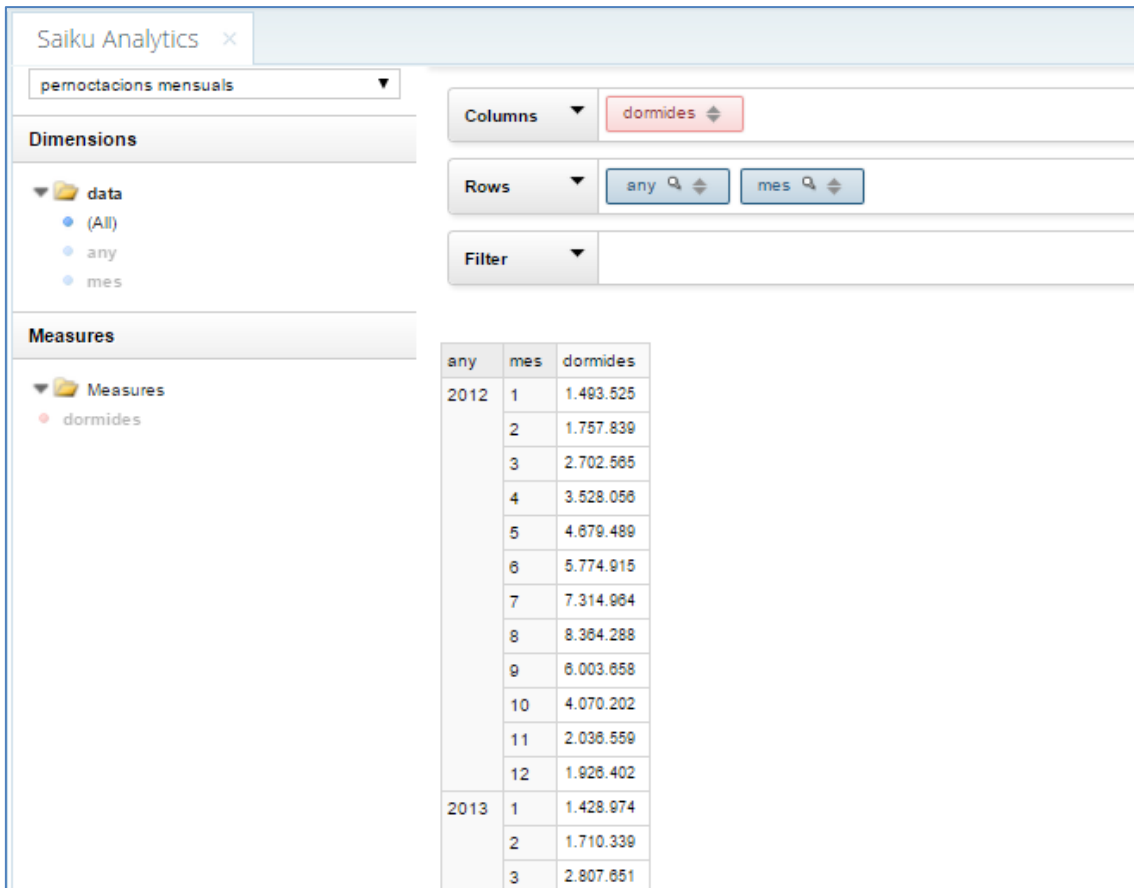 Saiku Analytics ×
pernoctacions mensuals
Dimensions
data
(All)
any
mes
Measures
Measures
dormides
Columns dormides
Rows any mes
Filter
any mes dormides
2012 1 1.493.525
2 1.757.839
3 2.702.565
4 3.528.056
5 4.679.489
6 5.774.915
7 7.314.964
8 8.364.288
9 6.003.658
10 4.070.202
11 2.036.559
12 1.926.402
2013 1 1.428.974
2 1.710.339
3 2.807.651